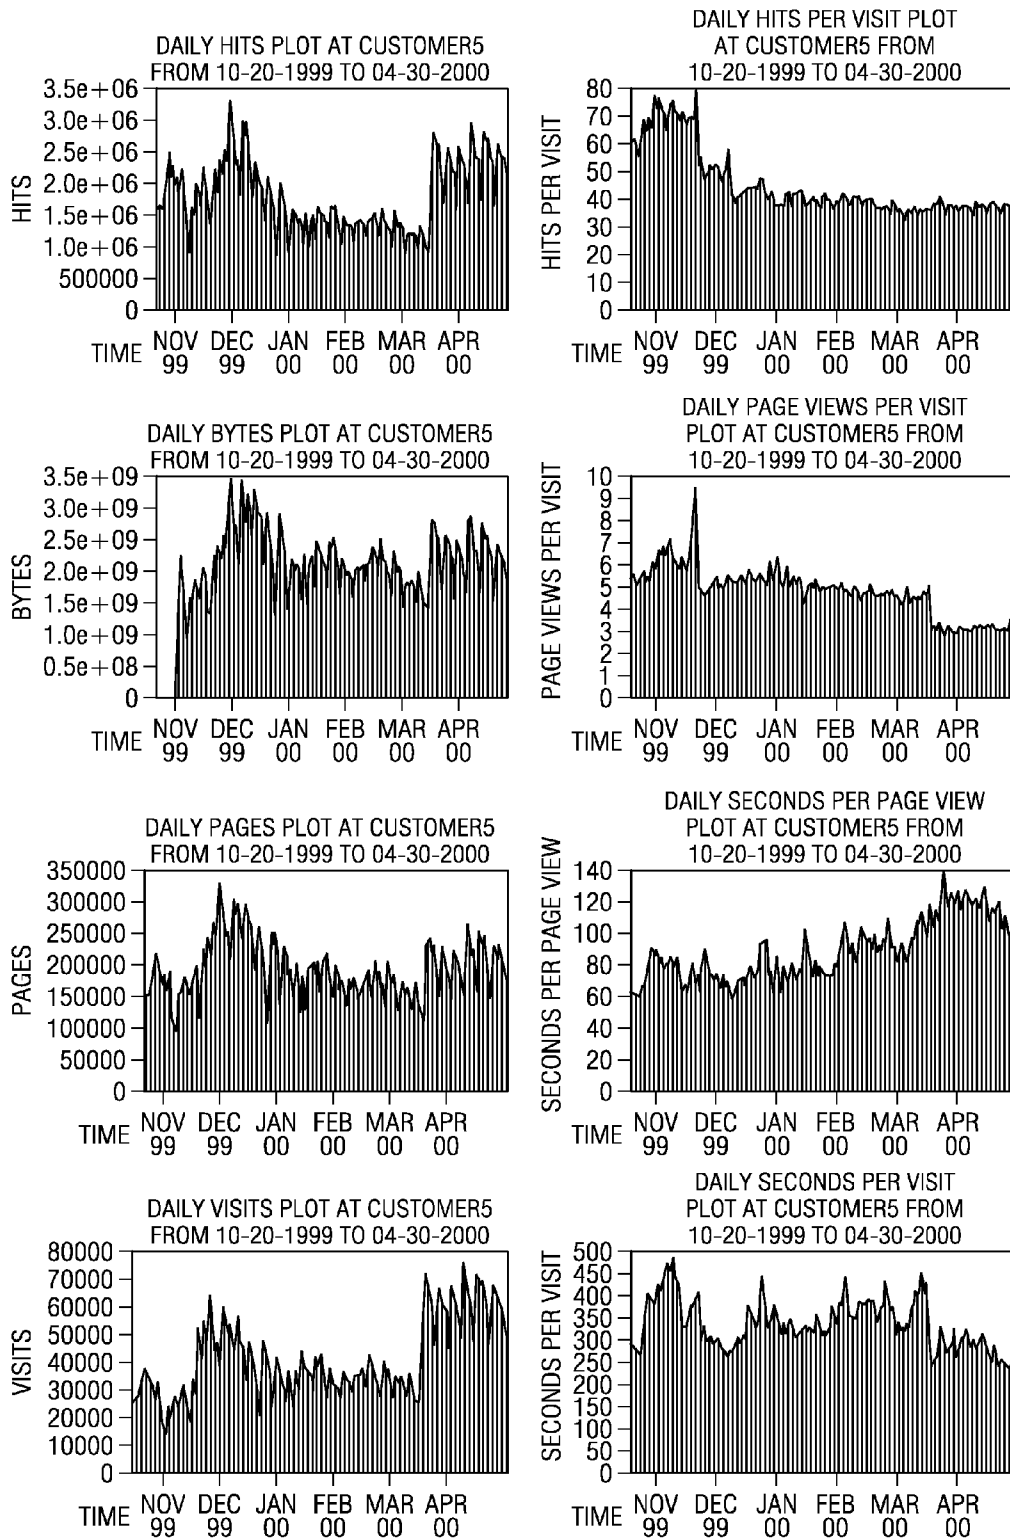 DAILY HITS PLOT AT CUSTOMER5
FROM 10-20-1999 TO 04-30-2000
HITS
3.5e+06
3.0e+06
2.5e+06
2.0e+06
1.5e+06
1.0e+06
500000
0
TIME NOV DEC JAN FEB MAR APR
99 99 00 00 00 00
DAILY HITS PER VISIT PLOT
AT CUSTOMER5 FROM
10-20-1999 TO 04-30-2000
HITS PER VISIT
80
70
60
50
40
30
20
10
0
TIME NOV DEC JAN FEB MAR APR
99 99 00 00 00 00
DAILY BYTES PLOT AT CUSTOMER5
FROM 10-20-1999 TO 04-30-2000
BYTES
3.5e+09
3.0e+09
2.5e+09
2.0e+09
1.5e+09
1.0e+09
0.5e+08
0
TIME NOV DEC JAN FEB MAR APR
99 99 00 00 00 00
DAILY PAGE VIEWS PER VISIT
PLOT AT CUSTOMER5 FROM
10-20-1999 TO 04-30-2000
PAGE VIEWS PER VISIT
10
9
8
7
6
5
4
3
2
1
0
TIME NOV DEC JAN FEB MAR APR
99 99 00 00 00 00
DAILY PAGES PLOT AT CUSTOMER5
FROM 10-20-1999 TO 04-30-2000
PAGES
350000
300000
250000
200000
150000
100000
50000
0
TIME NOV DEC JAN FEB MAR APR
99 99 00 00 00 00
DAILY SECONDS PER PAGE VIEW
PLOT AT CUSTOMER5 FROM
10-20-1999 TO 04-30-2000
SECONDS PER PAGE VIEW
140
120
100
80
60
40
20
0
TIME NOV DEC JAN FEB MAR APR
99 99 00 00 00 00
DAILY VISITS PLOT AT CUSTOMER5
FROM 10-20-1999 TO 04-30-2000
VISITS
80000
70000
60000
50000
40000
30000
20000
10000
0
TIME NOV DEC JAN FEB MAR APR
99 99 00 00 00 00
DAILY SECONDS PER VISIT
PLOT AT CUSTOMER5 FROM
10-20-1999 TO 04-30-2000
SECONDS PER VISIT
500
450
400
350
300
250
200
150
100
50
0
TIME NOV DEC JAN FEB MAR APR
99 99 00 00 00 00